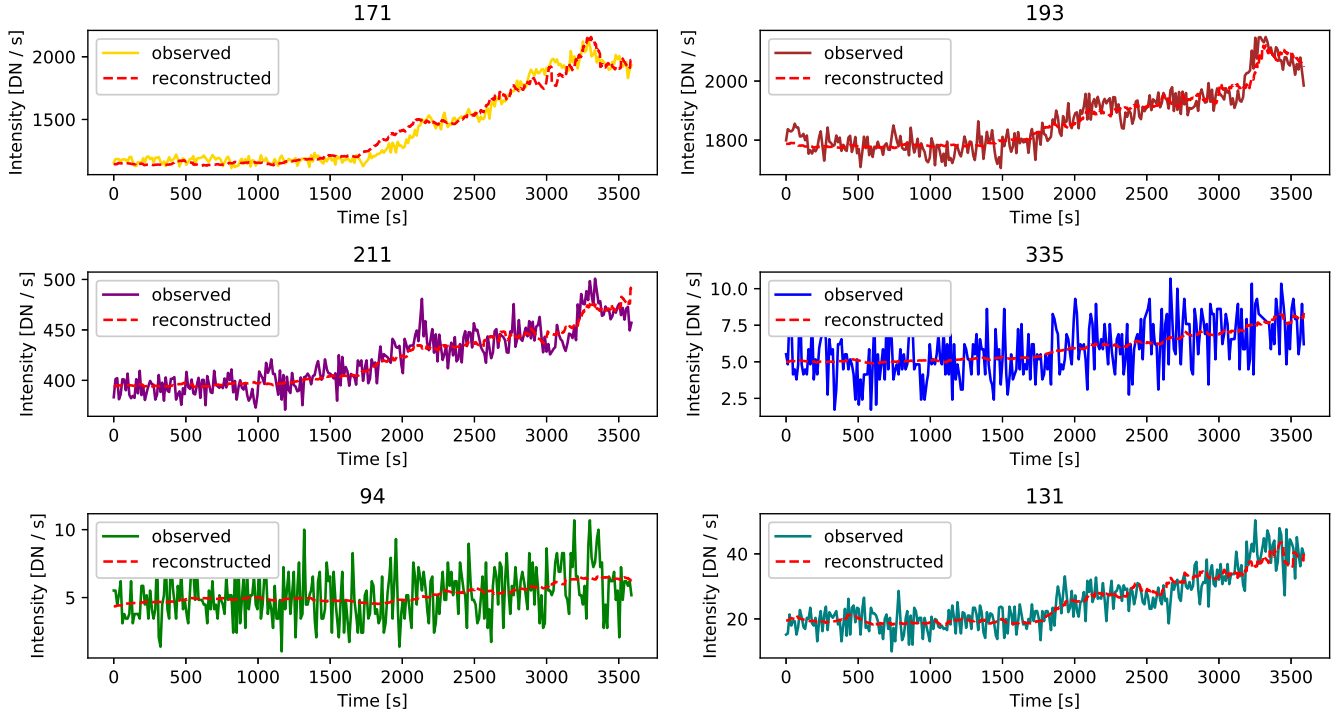 171
Intensity [DN / s]
2000
1500
observed
reconstructed
0 500 1000 1500 2000 2500 3000 3500
Time [s]
193
Intensity [DN / s]
2000
1800
observed
reconstructed
0 500 1000 1500 2000 2500 3000 3500
Time [s]
211
Intensity [DN / s]
500
450
400
observed
reconstructed
0 500 1000 1500 2000 2500 3000 3500
Time [s]
335
Intensity [DN / s]
10.0
7.5
5.0
2.5
observed
reconstructed
0 500 1000 1500 2000 2500 3000 3500
Time [s]
94
Intensity [DN / s]
10
5
observed
reconstructed
0 500 1000 1500 2000 2500 3000 3500
Time [s]
131
Intensity [DN / s]
40
20
observed
reconstructed
0 500 1000 1500 2000 2500 3000 3500
Time [s]